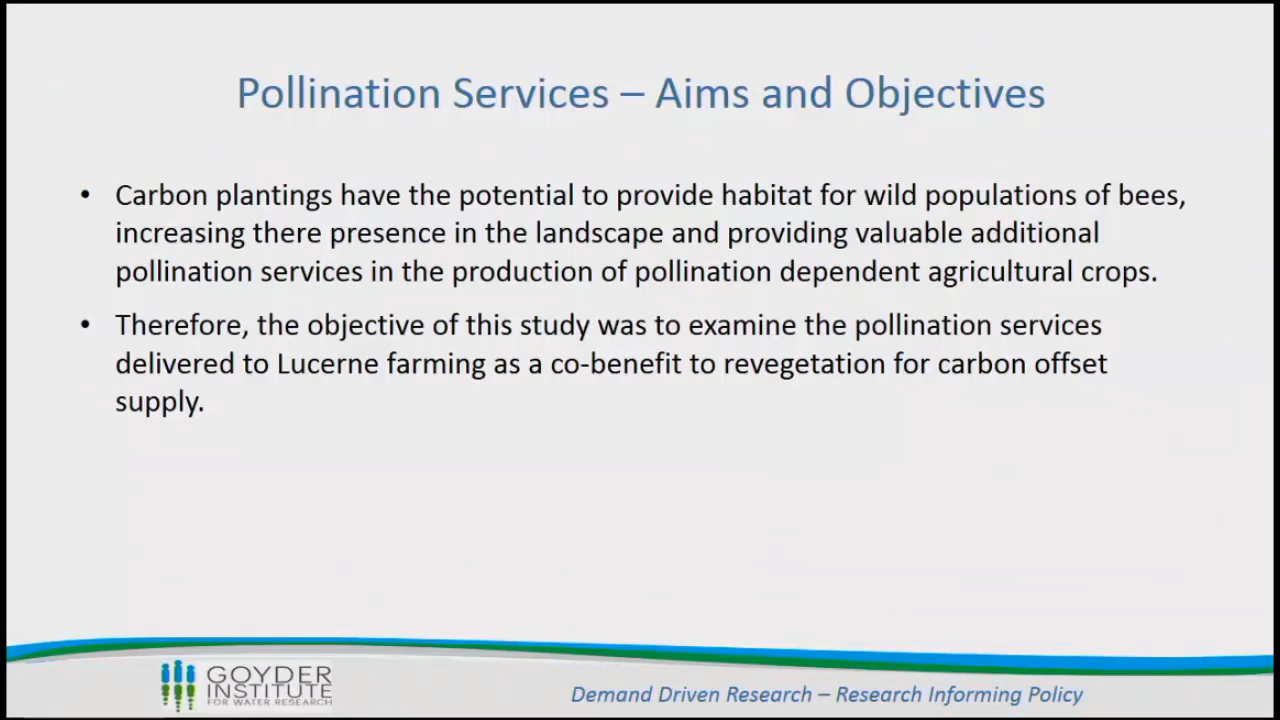 Pollination Services – Aims and Objectives
• Carbon plantings have the potential to provide habitat for wild populations of bees,
increasing there presence in the landscape and providing valuable additional
pollination services in the production of pollination dependent agricultural crops.
• Therefore, the objective of this study was to examine the pollination services
delivered to Lucerne farming as a co-benefit to revegetation for carbon offset
supply.
GOYDER
INSTITUTE
FOR WATER RESEARCH
Demand Driven Research – Research Informing Policy